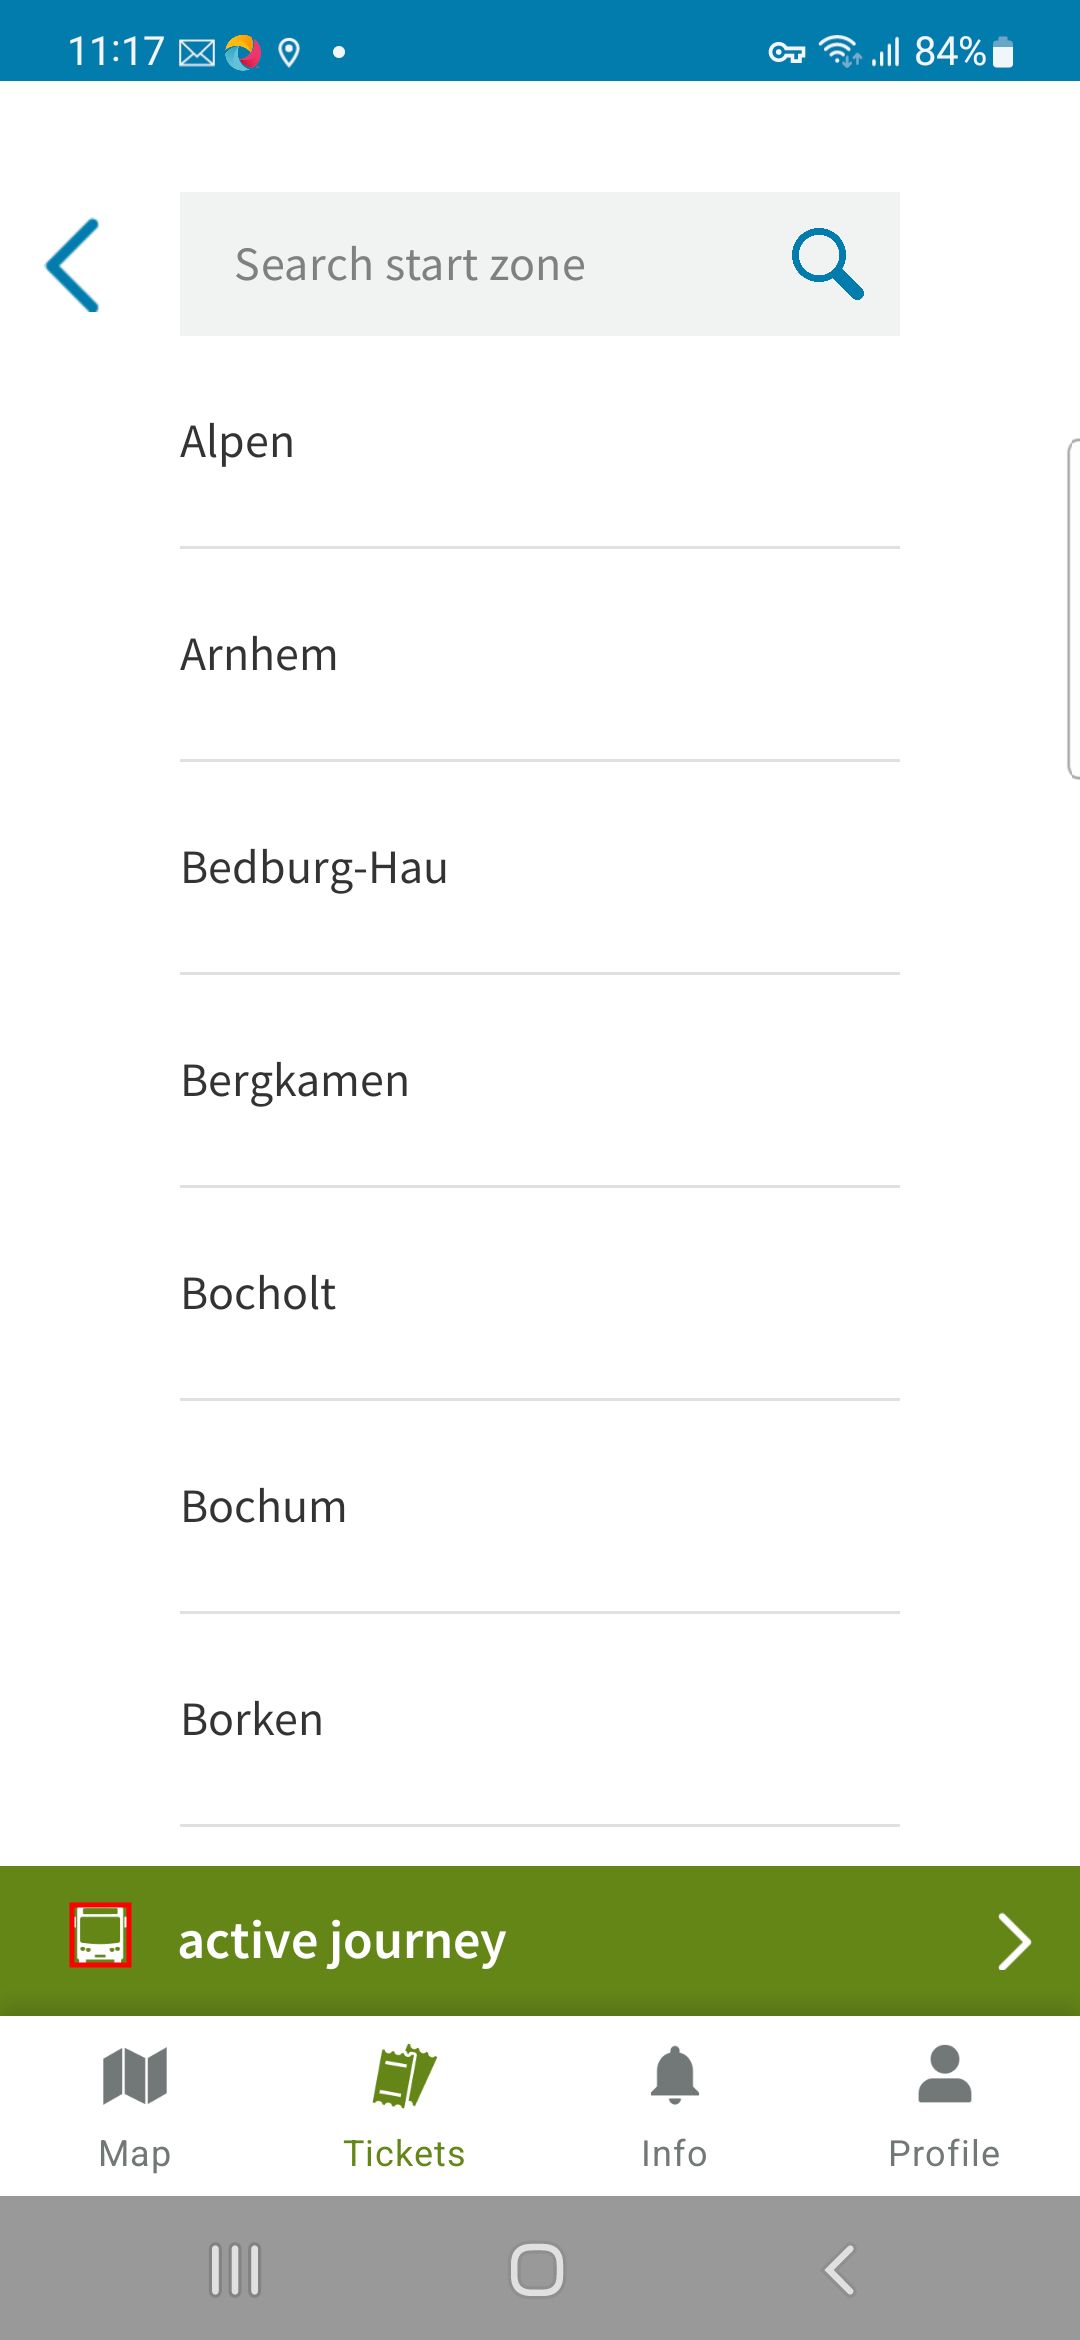 11:17
84%
Search start zone
Alpen
Arnhem
Bedburg-Hau
Bergkamen
Bocholt
Bochum
Borken
active journey
Map
Tickets
Info
Profile